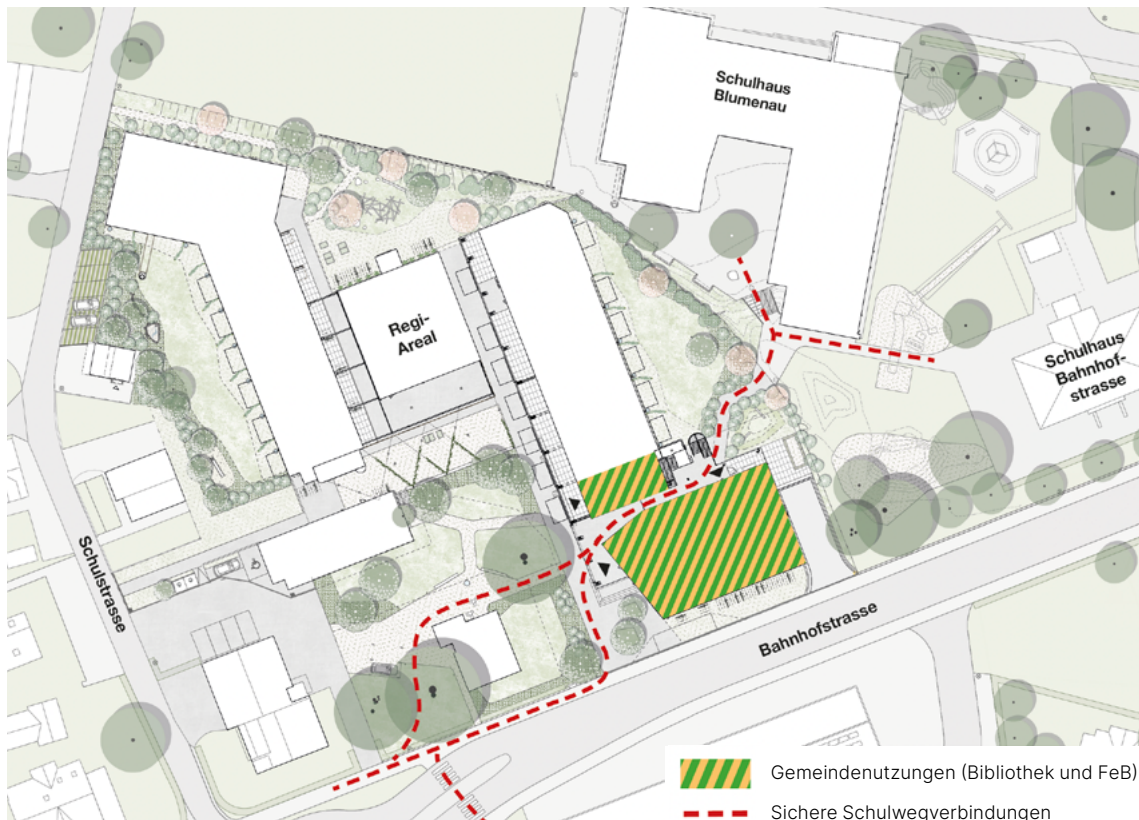 Schulhaus
Blumenau
Regi-
Areal
Schulhaus
Bahnhof-
strasse
Schulstrasse
Bahnhofstrasse
Gemeindenutzungen (Bibliothek und FeB)
Sichere Schulwegverbindungen